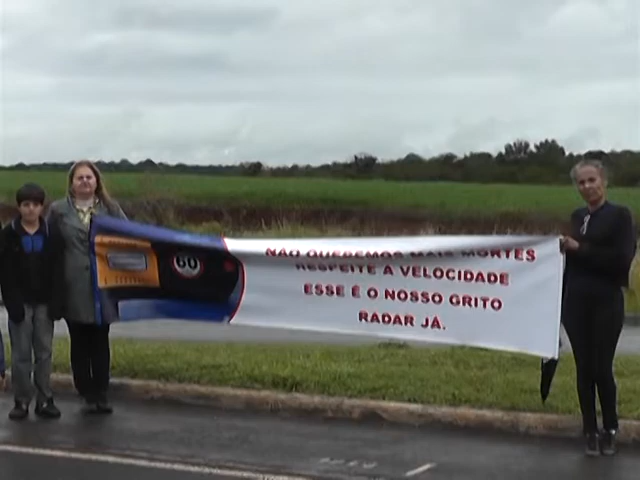 60
NÃO QUEREMOS MAIS MORTES
RESPEITE A VELOCIDADE
ESSE É O NOSSO GRITO
RADAR JÁ.